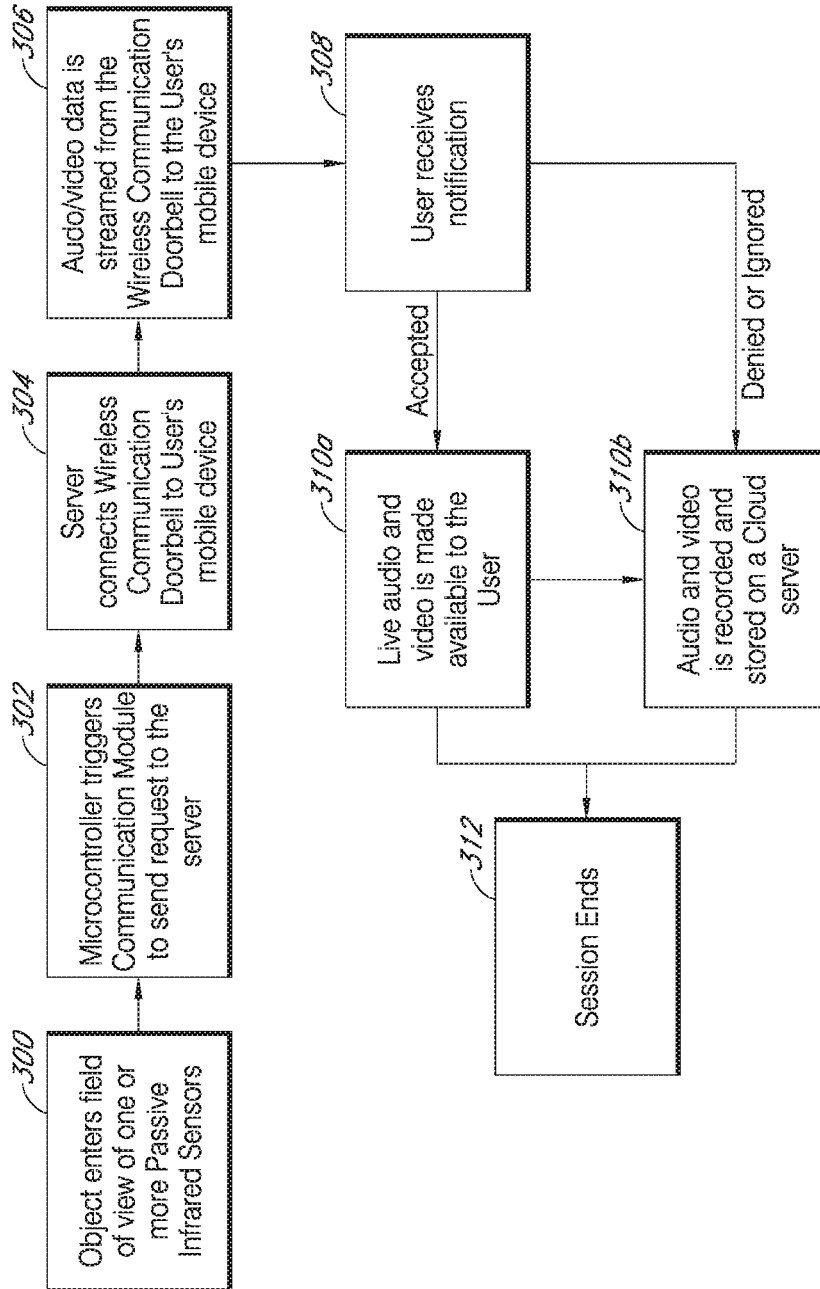 300
Object enters field
of view of one or
more Passive
Infrared Sensors
302
Microcontroller triggers
Communication Module
to send request to the
server
304
Server
connects Wireless
Communication
Doorbell to User's
mobile device
306
Audo/video data is
streamed from the
Wireless Communication
Doorbell to the User's
mobile device
308
User receives
notification
Accepted
Denied or Ignored
310a
Live audio and
video is made
available to the
User
310b
Audio and video
is recorded and
stored on a Cloud
server
312
Session Ends